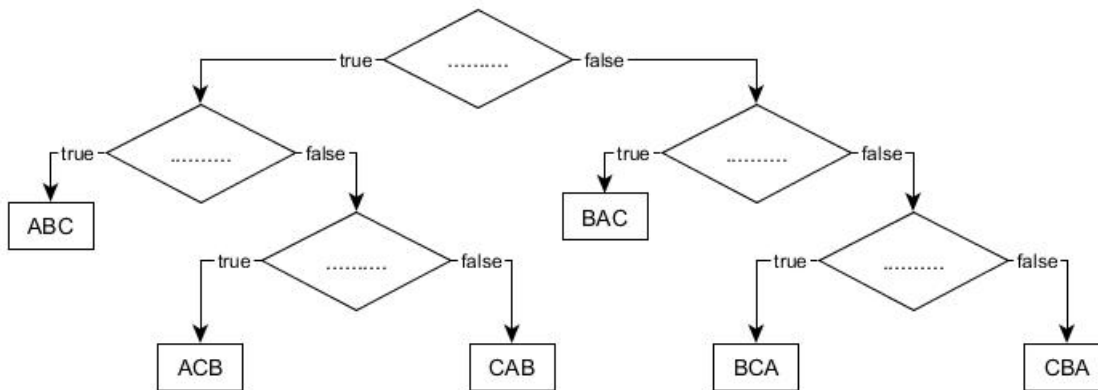 ..........
true
false
..........
true
false
ABC
..........
true
false
BAC
..........
true
false
ACB
CAB
..........
true
false
BCA
CBA